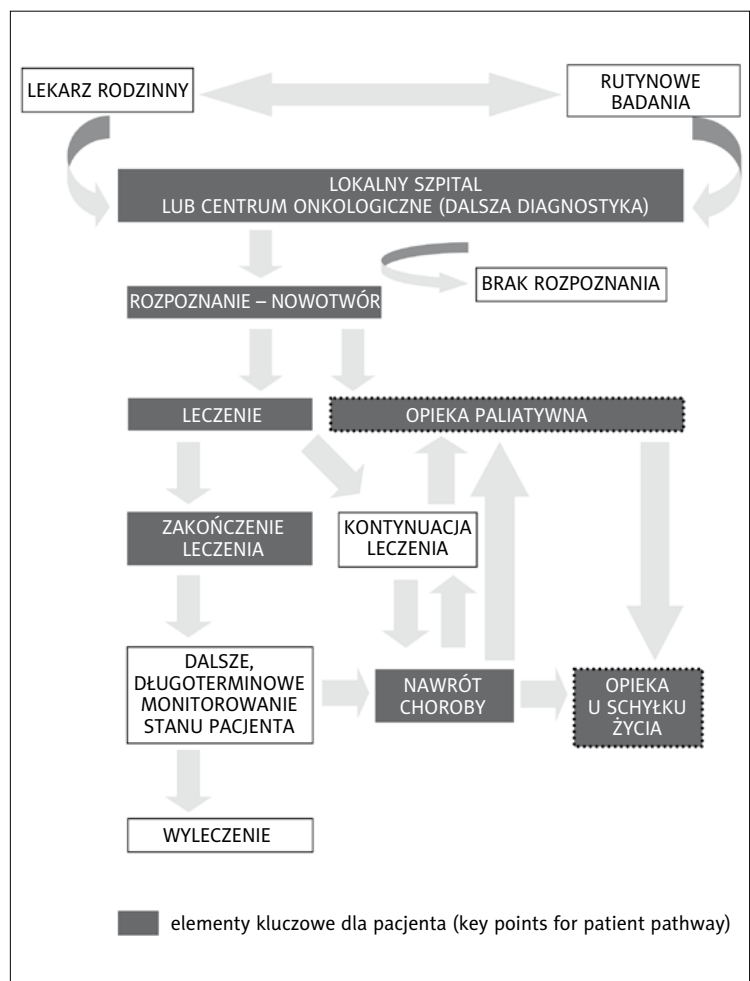 LEKARZ RODZINNY
RUTYNOWE
BADANIA
LOKALNY SZPITAL
LUB CENTRUM ONKOLOGICZNE (DALSZA DIAGNOSTYKA)
BRAK ROZPOZNANIA
ROZPOZNANIE – NOWOTWÓR
LECZENIE
OPIEKA PALIATYWNA
ZAKOŃCZENIE
LECZENIA
KONTYNUACJA
LECZENIA
DALSZE,
DŁUGOTERMINOWE
MONITOROWANIE
STANU PACJENTA
NAWRÓT
CHOROBY
OPIEKA
U SCHYŁKU
ŻYCIA
WYLECZENIE
elementy kluczowe dla pacjenta (key points for patient pathway)